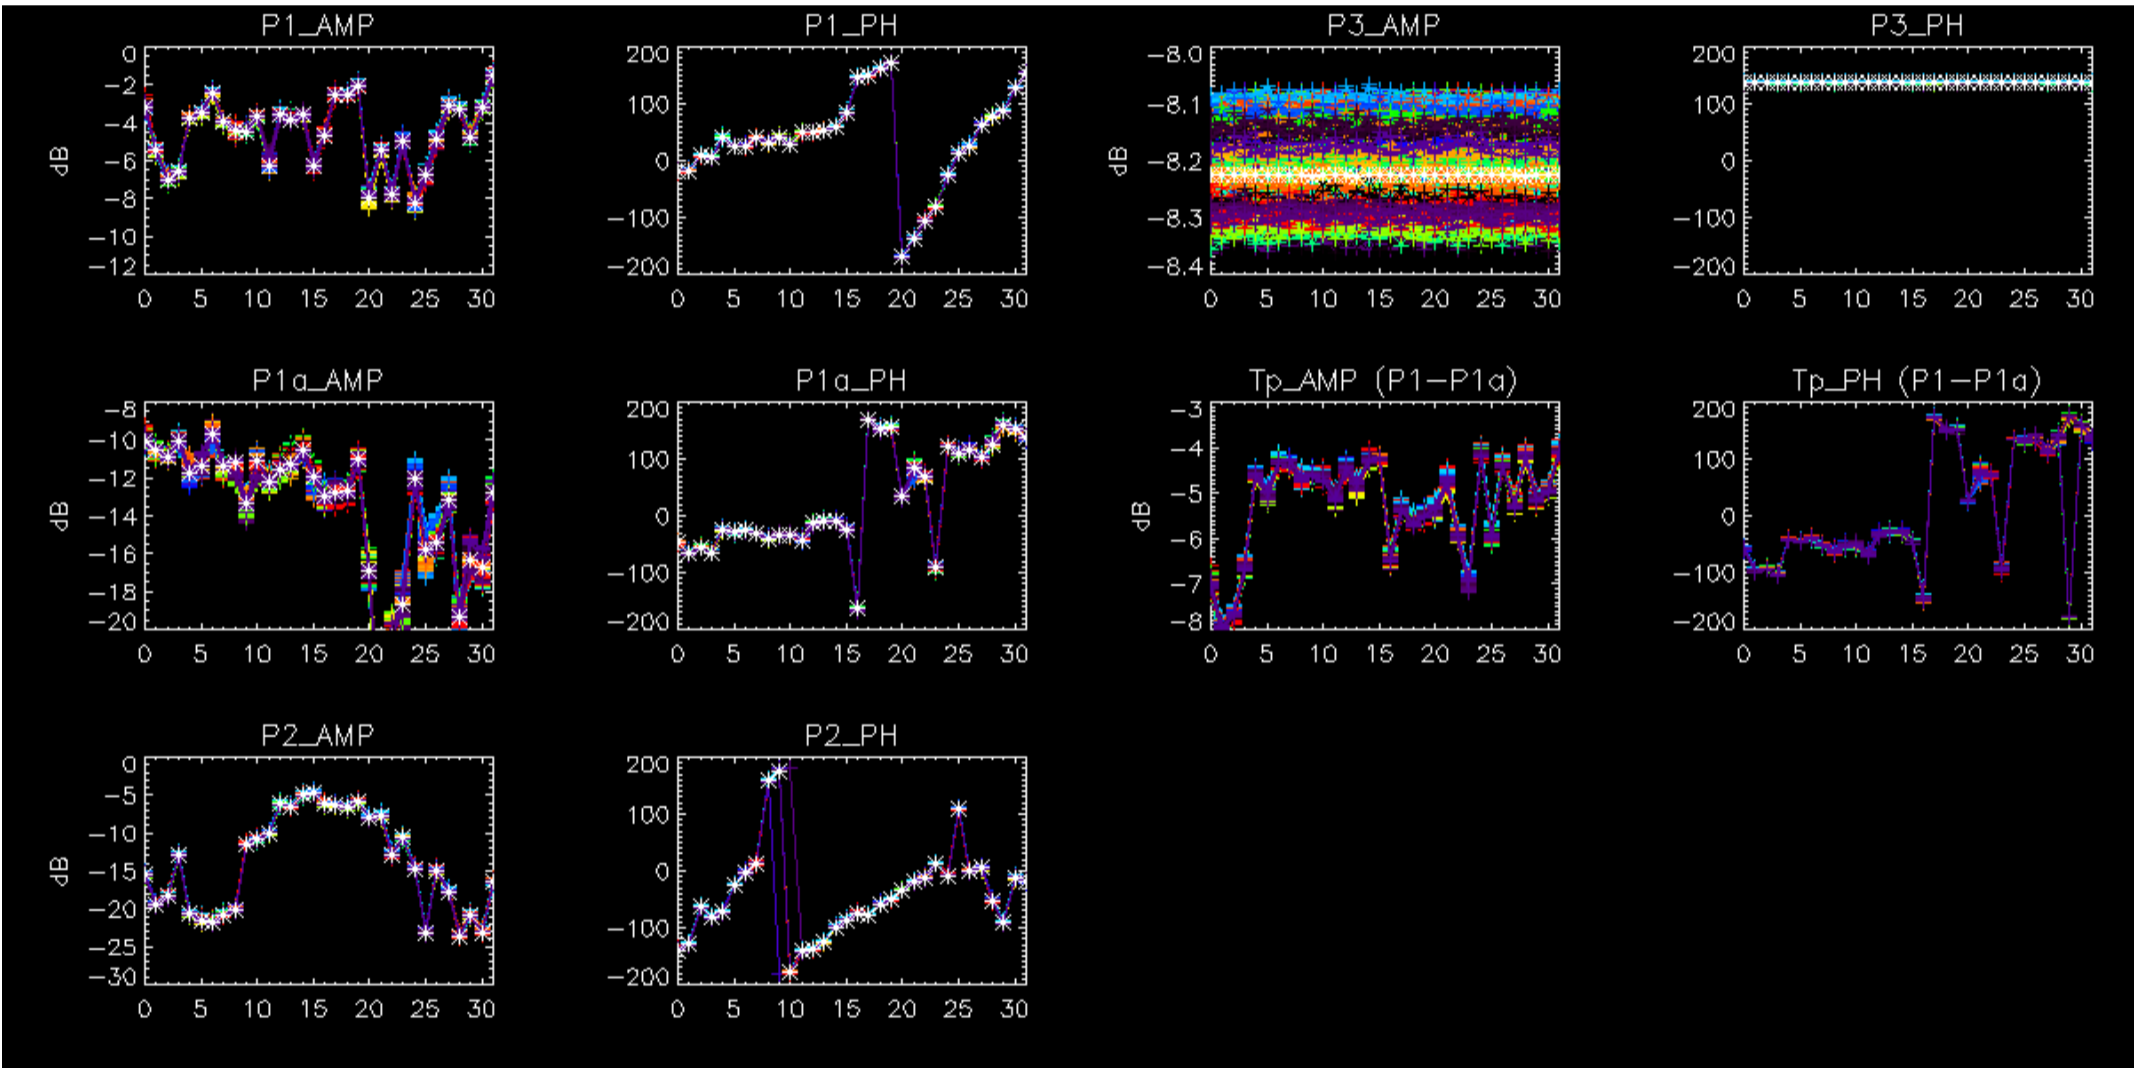 P1_AMP
P1_PH
P3_AMP
P3_PH
0
−2
−4
−6
−8
−10
−12
dB
0 5 10 15 20 25 30
200
100
0
−100
−200
0 5 10 15 20 25 30
−8.0
−8.1
−8.2
−8.3
−8.4
dB
0 5 10 15 20 25 30
200
100
0
−100
−200
0 5 10 15 20 25 30
P1a_AMP
P1a_PH
Tp_AMP (P1−P1a)
Tp_PH (P1−P1a)
−8
−10
−12
−14
−16
−18
−20
dB
0 5 10 15 20 25 30
200
100
0
−100
−200
0 5 10 15 20 25 30
−3
−4
−5
−6
−7
−8
dB
0 5 10 15 20 25 30
200
100
0
−100
−200
0 5 10 15 20 25 30
P2_AMP
P2_PH
0
−5
−10
−15
−20
−25
−30
dB
0 5 10 15 20 25 30
200
100
0
−100
−200
0 5 10 15 20 25 30